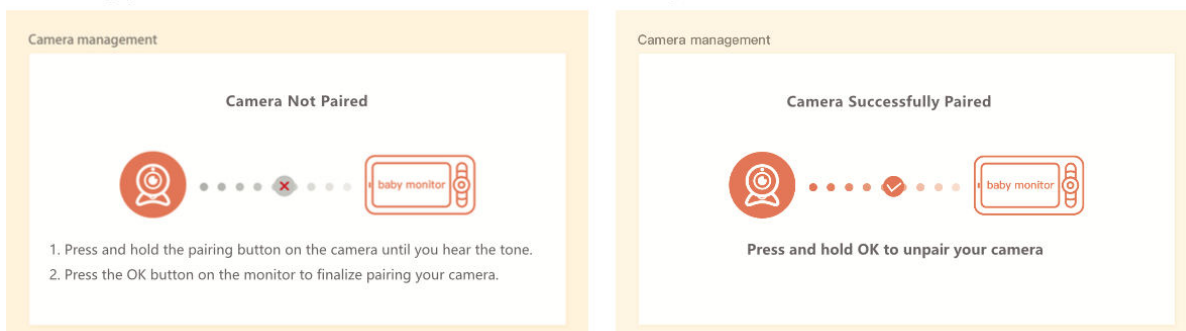 Camera management
Camera Not Paired
baby monitor
1. Press and hold the pairing button on the camera until you hear the tone.
2. Press the OK button on the monitor to finalize pairing your camera.
Camera management
Camera Successfully Paired
baby monitor
Press and hold OK to unpair your camera